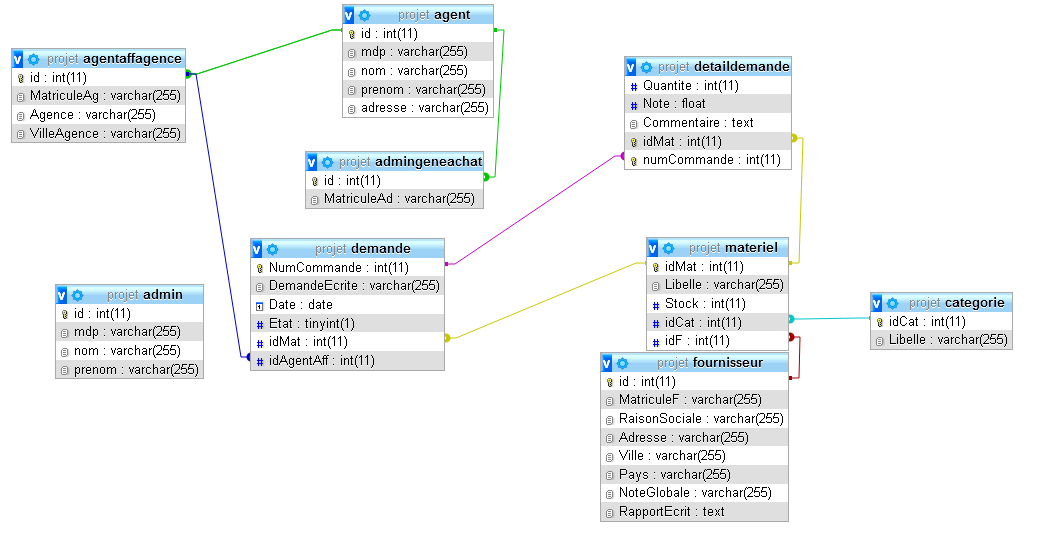 projet agent
id : int(11)
mdp : varchar(255)
nom : varchar(255)
prenom : varchar(255)
adresse : varchar(255)
projet agentaffagence
id : int(11)
MatriculeAg : varchar(255)
Agence : varchar(255)
VilleAgence : varchar(255)
projet detaildemande
Quantite : int(11)
Note : float
Commentaire : text
idMat : int(11)
numCommande : int(11)
projet admingeneachat
id : int(11)
MatriculeAd : varchar(255)
projet demande
NumCommande : int(11)
DemandeEcrite : varchar(255)
Date : date
Etat : tinyint(1)
idMat : int(11)
idAgentAff : int(11)
projet materiel
idMat : int(11)
Libelle : varchar(255)
Stock : int(11)
idCat : int(11)
idF : int(11)
projet admin
id : int(11)
mdp : varchar(255)
nom : varchar(255)
prenom : varchar(255)
projet categorie
idCat : int(11)
Libelle : varchar(255)
projet fournisseur
id : int(11)
MatriculeF : varchar(255)
RaisonSociale : varchar(255)
Adresse : varchar(255)
Ville : varchar(255)
Pays : varchar(255)
NoteGlobale : varchar(255)
RapportEcrit : text